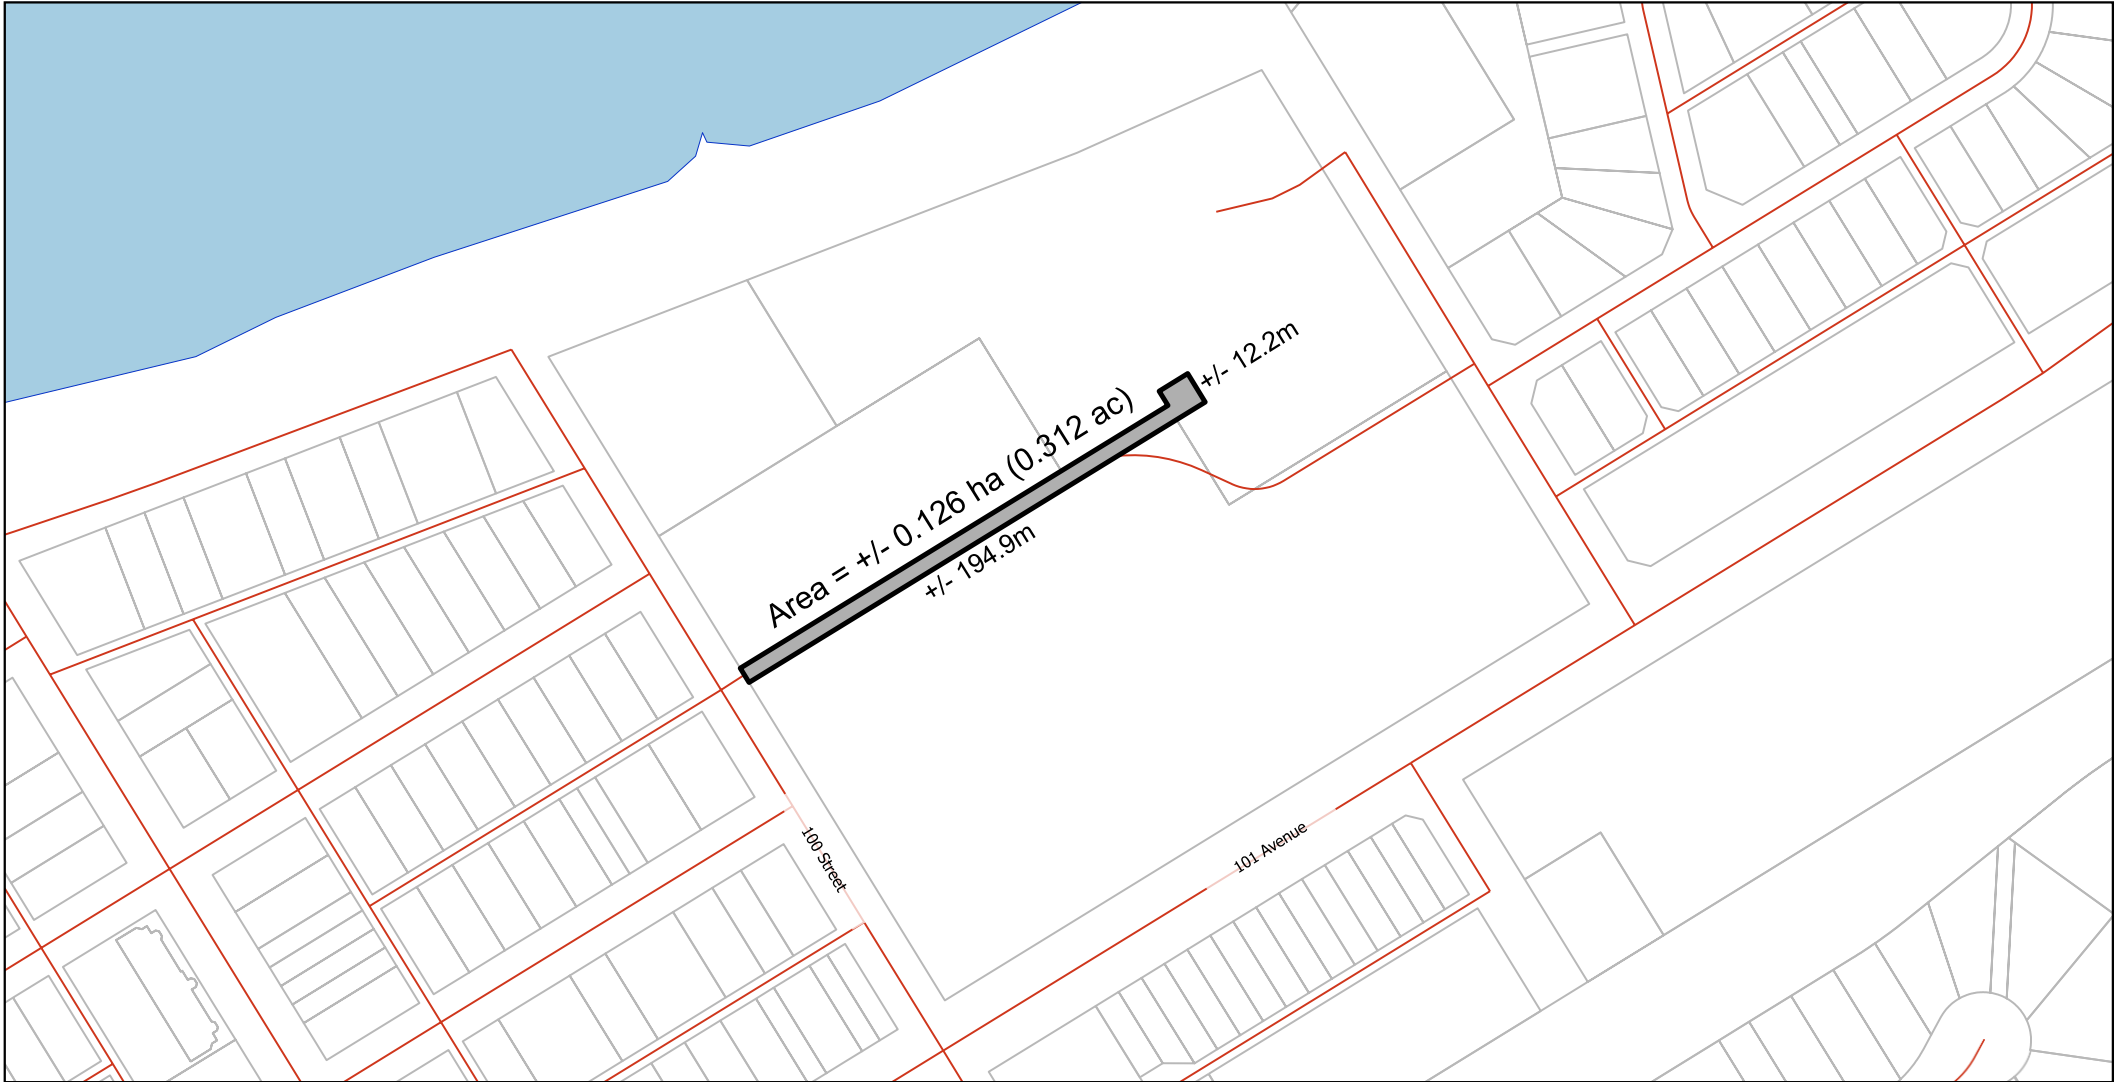 +/- 12.2m
Area = +/- 0.126 ha (0.312 ac)
+/- 194.9m
100 Street
101 Avenue